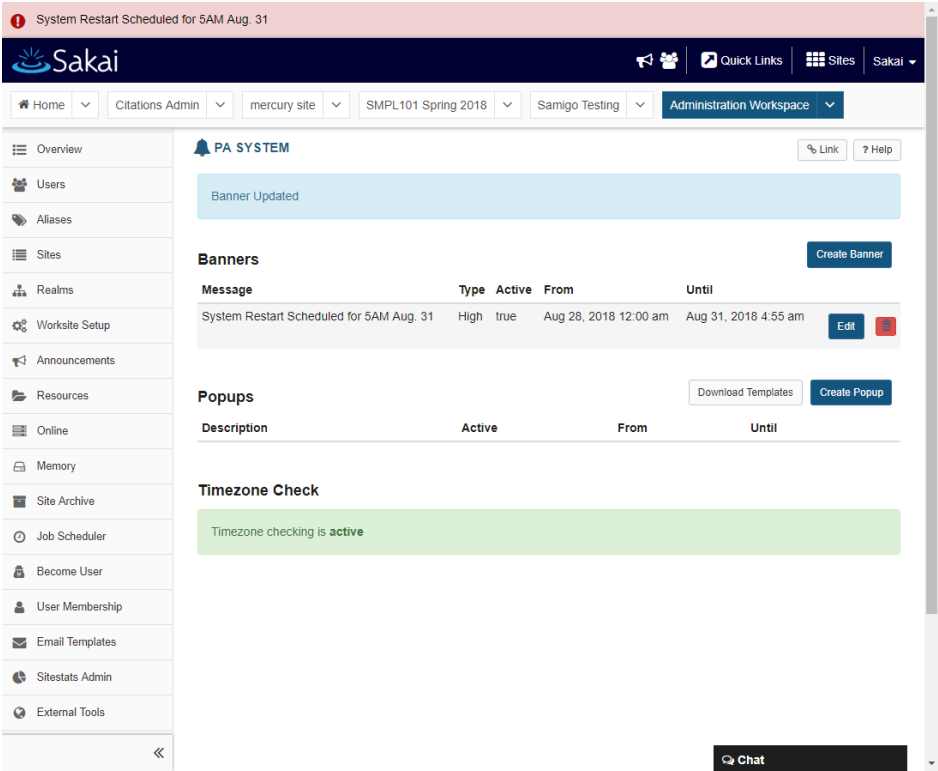 System Restart Scheduled for 5AM Aug. 31
Sakai
Quick Links
Sites
Sakai
Home
Citations Admin
mercury site
SMPL101 Spring 2018
Samigo Testing
Administration Workspace
Overview
Users
Aliases
Sites
Realms
Worksite Setup
Announcements
Resources
Online
Memory
Site Archive
Job Scheduler
Become User
User Membership
Email Templates
Sitestats Admin
External Tools
PA SYSTEM
Link
? Help
Banner Updated
Banners
Create Banner
Message Type Active From Until
System Restart Scheduled for 5AM Aug. 31 High true Aug 28, 2018 12:00 am Aug 31, 2018 4:55 am
Edit
Popups
Download Templates
Create Popup
Description Active From Until
Timezone Check
Timezone checking is active
Chat